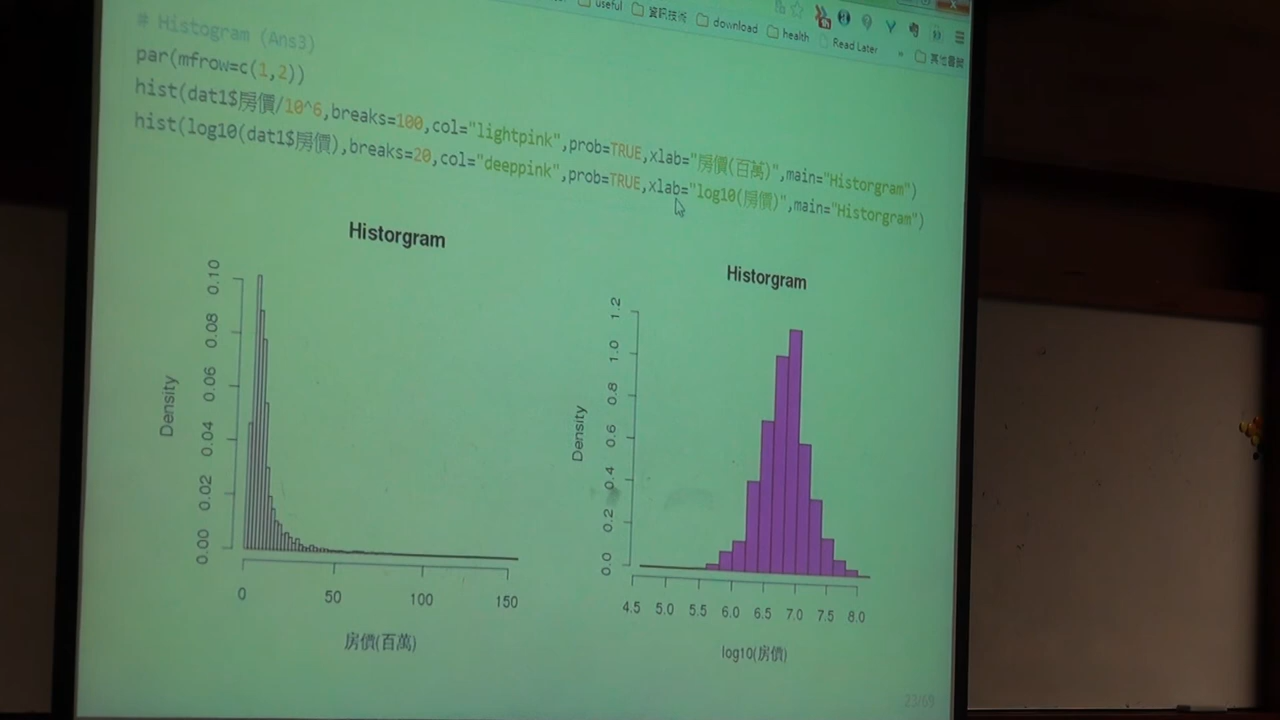 useful 資訊技術 download health Read Later » 其他書籤
# Histogram (Ans3)
par(mfrow=c(1,2))
hist(dat1$房價/10^6,breaks=100,col="lightpink",prob=TRUE,xlab="房價(百萬)",main="Historgram")
hist(log10(dat1$房價),breaks=20,col="deeppink",prob=TRUE,xlab="log10(房價)",main="Historgram")
Historgram
Density
0.00 0.02 0.04 0.06 0.08 0.10
0 50 100 150
房價(百萬)
Historgram
Density
0.0 0.2 0.4 0.6 0.8 1.0 1.2
4.5 5.0 5.5 6.0 6.5 7.0 7.5 8.0
log10(房價)
23/69